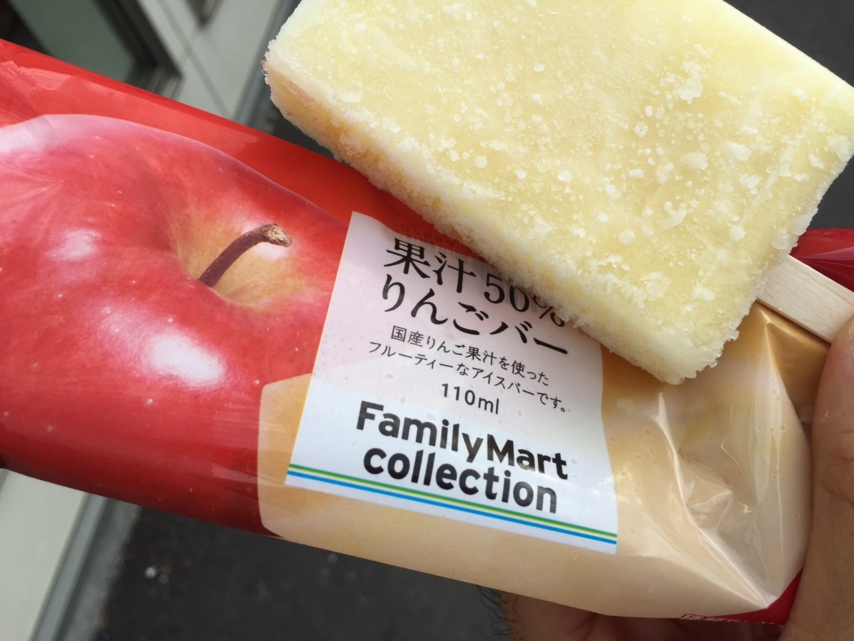 果汁50%
りんごバー
国産りんご果汁を使った
フルーティーなアイスバーです。
110ml
FamilyMart
collection